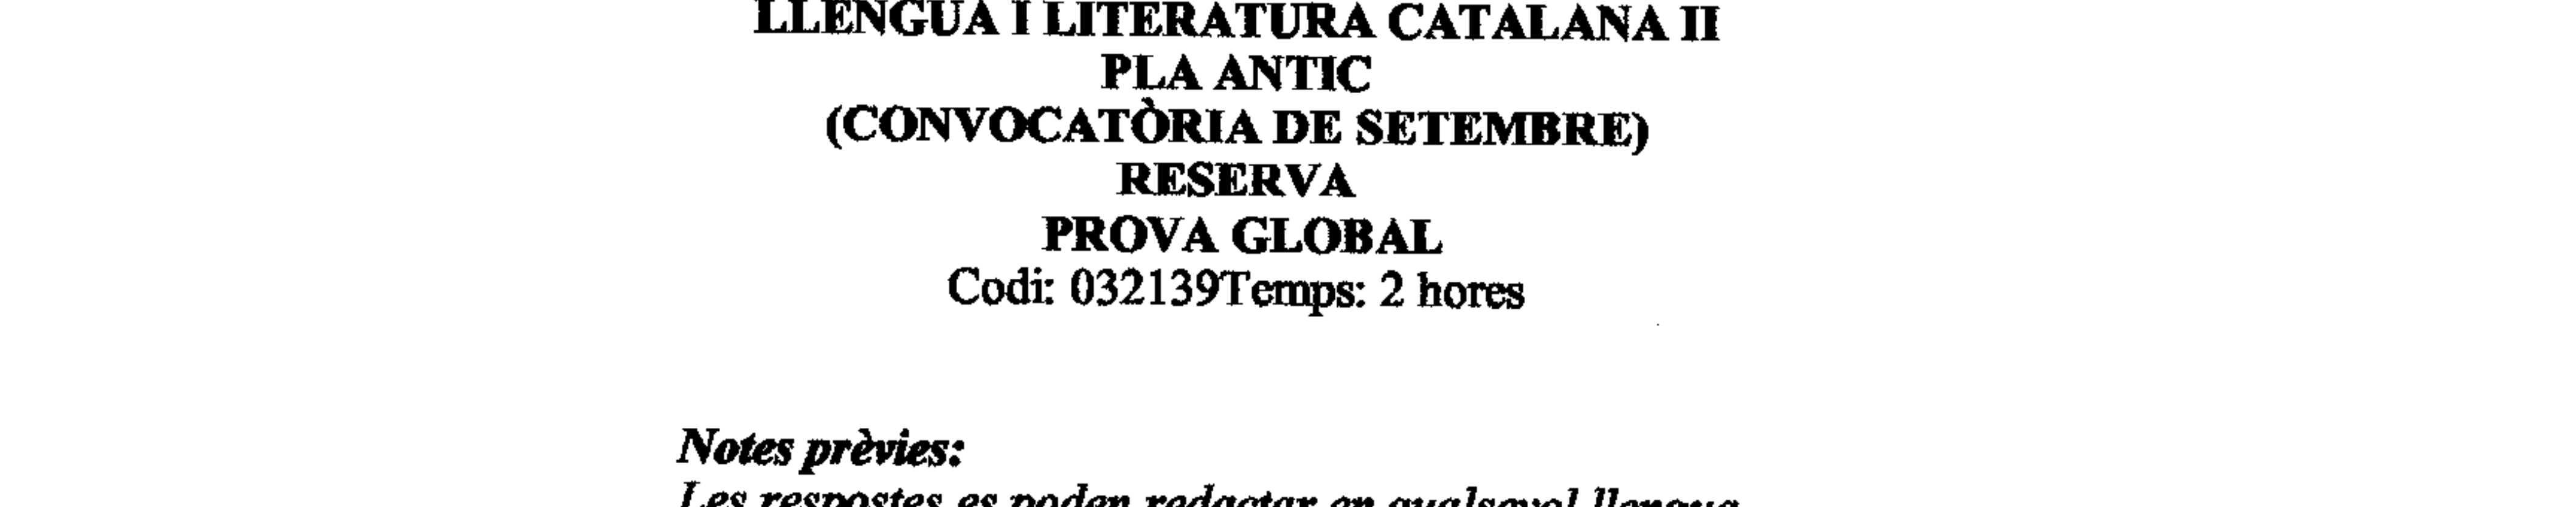 LLENGUA I LITERATURA CATALANA II
PLA ANTIC
(CONVOCATÒRIA DE SETEMBRE)
RESERVA
PROVA GLOBAL
Codi: 032139Temps: 2 hores
Notes prèvies:
Les respostes es poden redactar en qualsevol llengua